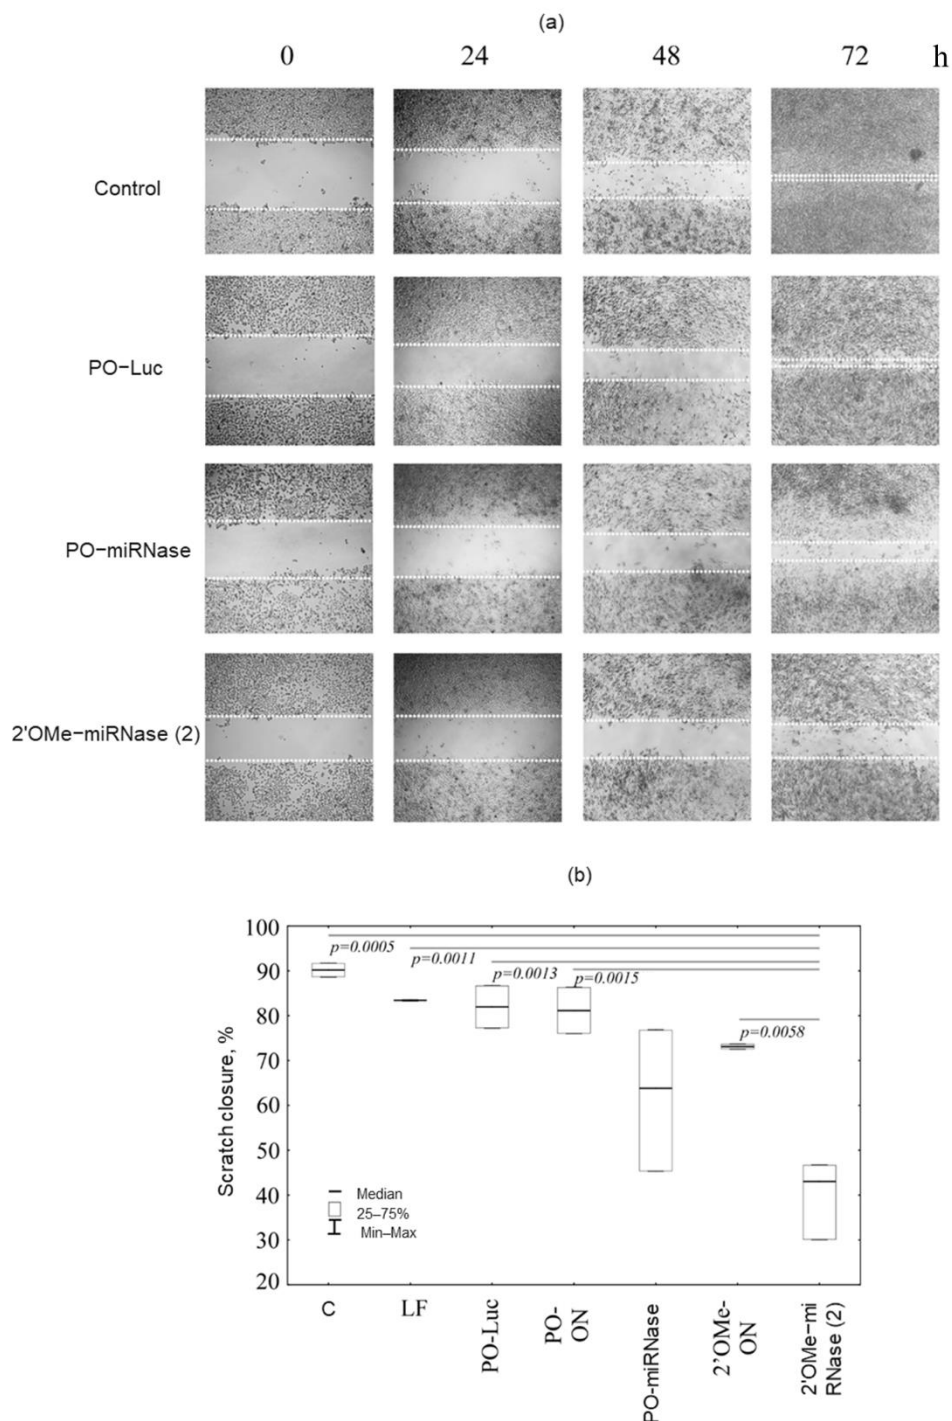 (a)
0 24 48 72 h
Control
PO−Luc
PO−miRNase
2'OMe−miRNase (2)
(b)
Scratch closure, %
100
90
80
70
60
50
40
30
20
p=0.0005
p=0.0011
p=0.0013
p=0.0015
p=0.0058
Median
25–75%
Min–Max
C
LF
PO-Luc
PO-
ON
PO-miRNase
2'OMe-
ON
2'OMe−mi
RNase (2)